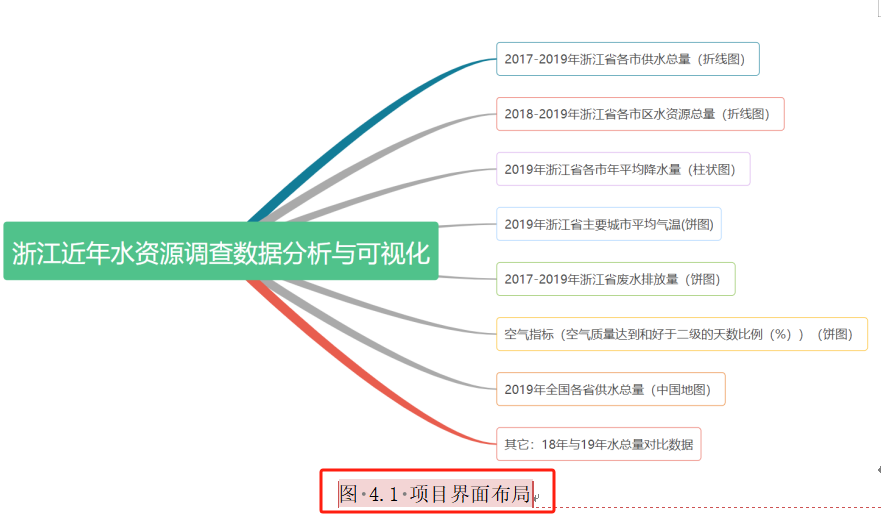 浙江近年水资源调查数据分析与可视化
2017-2019年浙江省各市供水总量（折线图）
2018-2019年浙江省各市区水资源总量（折线图）
2019年浙江省各市年平均降水量（柱状图）
2019年浙江省主要城市平均气温(饼图)
2017-2019年浙江省废水排放量（饼图）
空气指标（空气质量达到和好于二级的天数比例（%））（饼图）
2019年全国各省供水总量（中国地图）
其它：18年与19年水总量对比数据
图·4.1·项目界面布局